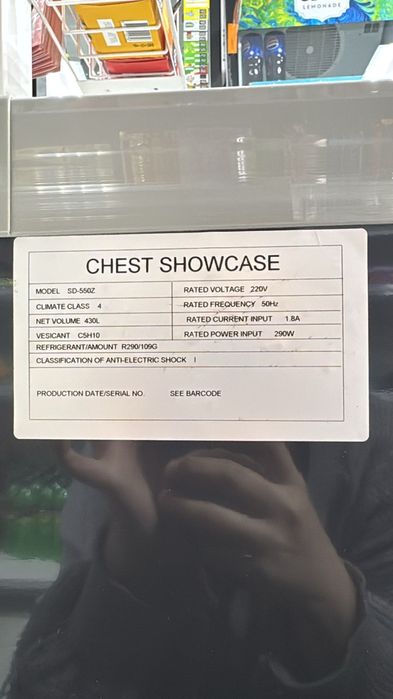 LEMONADE
CHEST SHOWCASE
MODEL SD-550Z
RATED VOLTAGE 220V
CLIMATE CLASS 4
RATED FREQUENCY 50Hz
NET VOLUME 430L
RATED CURRENT INPUT 1.8A
VESICANT C5H10
RATED POWER INPUT 290W
REFRIGERANT/AMOUNT R290/109G
CLASSIFICATION OF ANTI-ELECTRIC SHOCK I
PRODUCTION DATE/SERIAL NO. SEE BARCODE